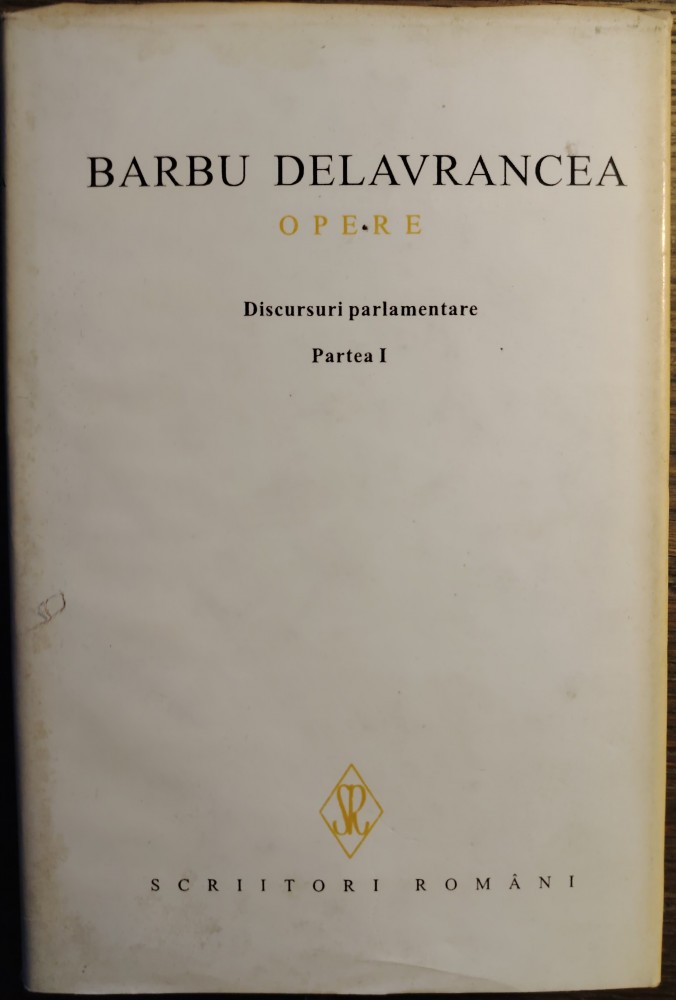 BARBU DELAVRANCEA
OPERE
Discursuri parlamentare
Partea I
SR
SCRIITORI ROMÂNI